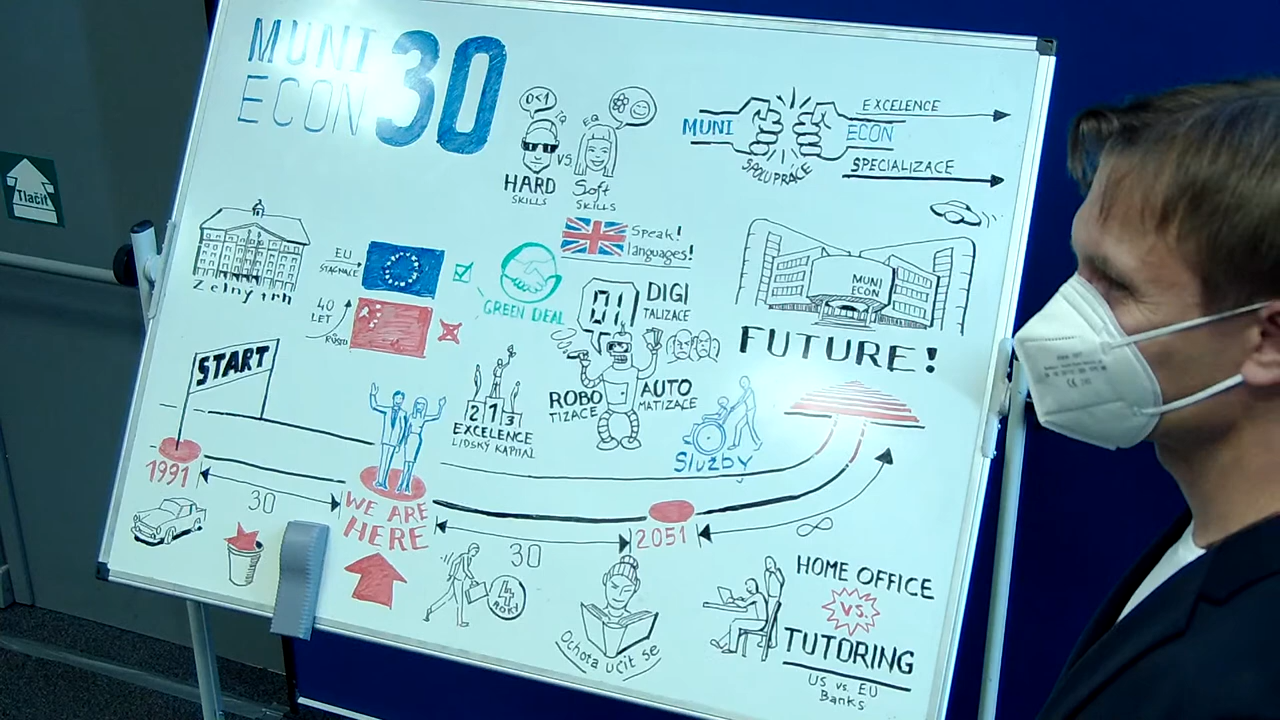 MUNI
ECON
30
0<1
IQ
EQ
VS.
HARD
SKILLS
Soft
SKILLS
MUNI
ECON
SPOLUPRÁCE
EXCELENCE
SPECIALIZACE
Tlačit
Zelný trh
EU
STAGNACE
40
LET
RŮSTU
GREEN DEAL
Speak!
languages!
01
DIGI
TALIZACE
ROBO
TIZACE
AUTO
MATIZACE
MUNI
ECON
FUTURE!
START
2 1 3
EXCELENCE
LIDSKÝ KAPITÁL
Služby
1991
30
WE ARE
HERE
30
2051
∞
4
ROKY
Ochota učit se
HOME OFFICE
VS.
TUTORING
US vs. EU
Banks